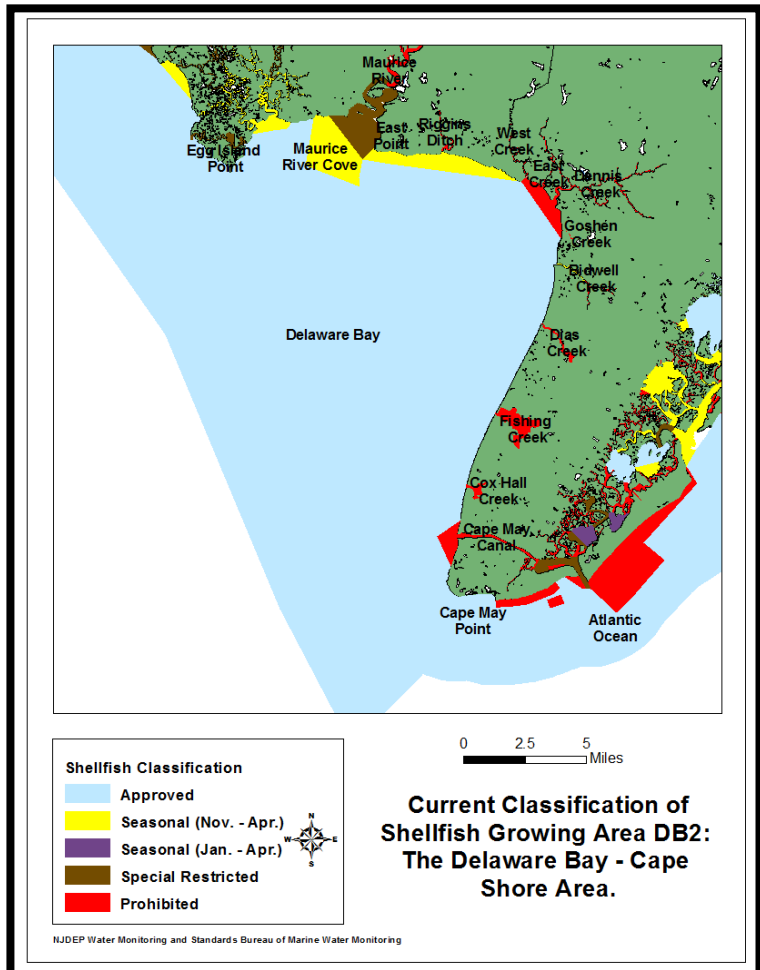 Maurice
River
East
Point
Riggins
Ditch
West
Creek
Egg Island
Point
Maurice
River Cove
East
Creek
Dennis
Creek
Goshen
Creek
Bidwell
Creek
Delaware Bay
Dias
Creek
Fishing
Creek
Cox Hall
Creek
Cape May
Canal
Cape May
Point
Atlantic
Ocean
Shellfish Classification
Approved
Seasonal (Nov. - Apr.)
Seasonal (Jan. - Apr.)
Special Restricted
Prohibited
N
W E
S
0 2.5 5
Miles
Current Classification of
Shellfish Growing Area DB2:
The Delaware Bay - Cape
Shore Area.
NJDEP Water Monitoring and Standards Bureau of Marine Water Monitoring